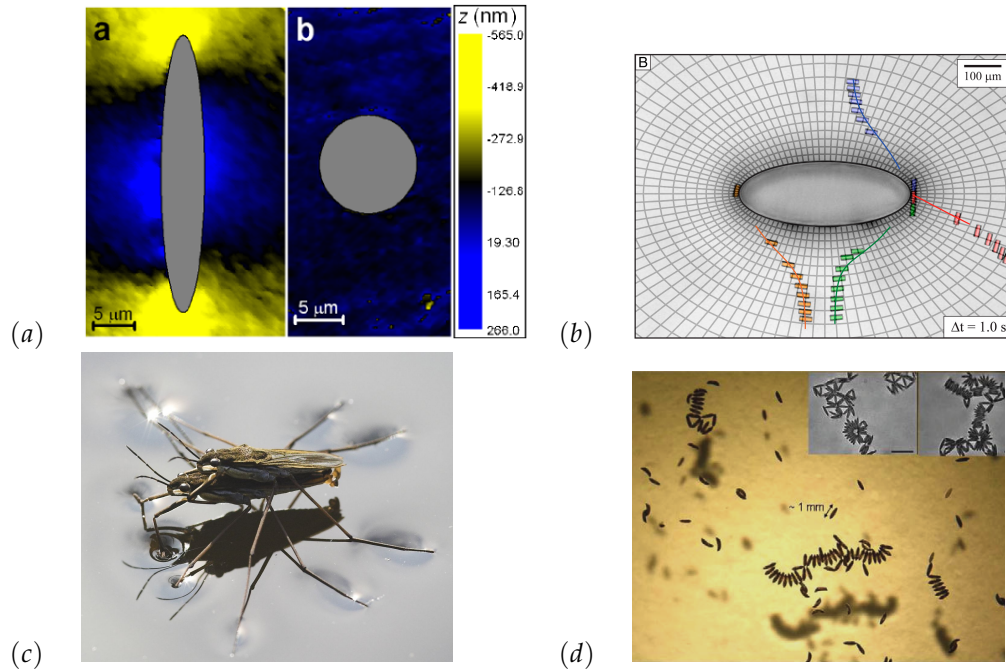 a
b
z (nm)
-565.0
-418.9
-272.9
-126.8
19.30
165.4
266.0
5 µm
5 µm
(a)
B
100 µm
Δt = 1.0 s
(b)
(c)
~ 1 mm
(d)